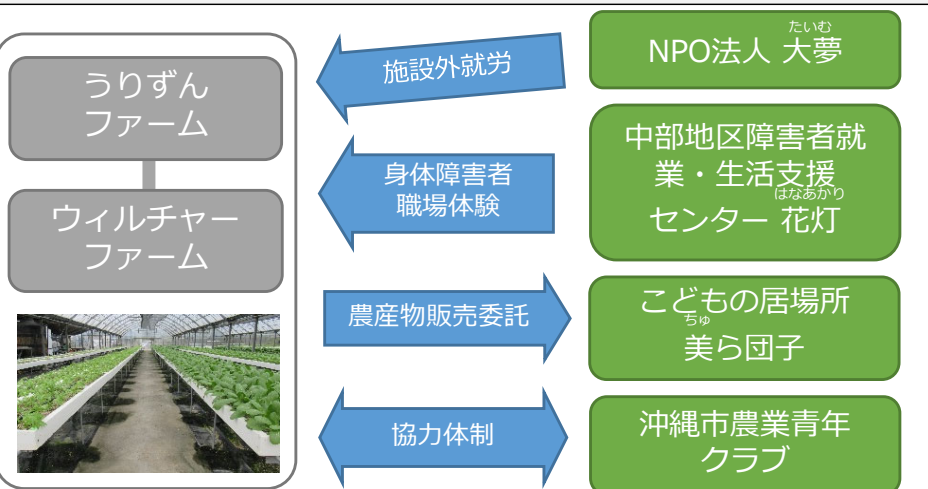 うりずん
ファーム
ウィルチャー
ファーム
施設外就労
身体障害者
職場体験
農産物販売委託
協力体制
たいむ
NPO法人 大夢
中部地区障害者就
業・生活支援
はなあかり
センター 花灯
こどもの居場所
ちゅ
美ら団子
沖縄市農業青年
クラブ